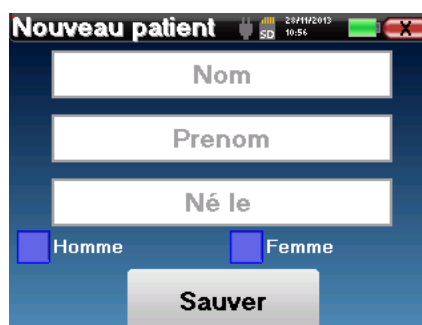 Nouveau patient SD 28/11/2013
10:56 X
Nom
Prenom
Né le
Homme Femme
Sauver